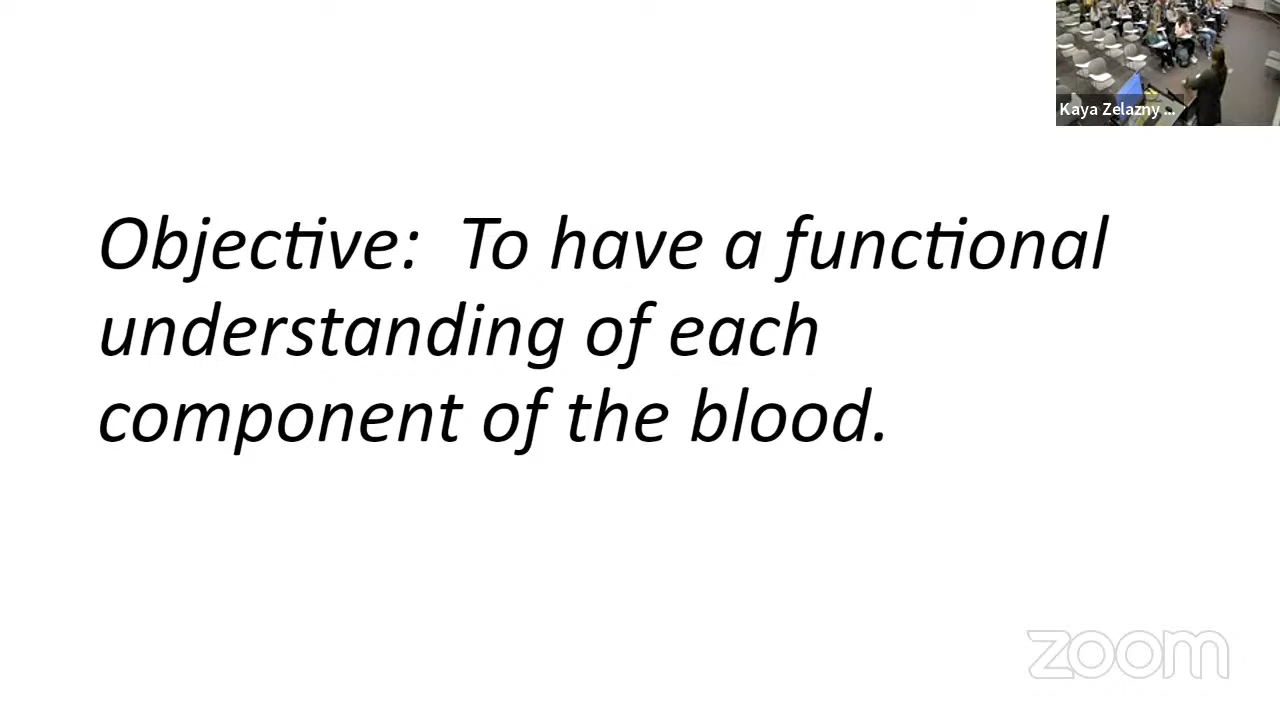 Kaya Zelazny ...
Objective:  To have a functional
understanding of each
component of the blood.
zoom